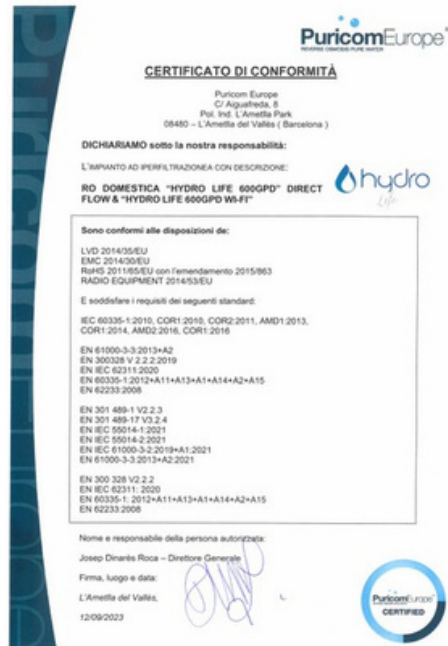 PuricomEurope
REVERSE OSMOSIS PURE WATER
CERTIFICATO DI CONFORMITÀ
Puricom Europe
C/ Aiguafreda, 8
Pol. Ind. L'Ametlla Park
08480 – L'Ametlla del Vallès ( Barcelona )
DICHIARIAMO sotto la nostra responsabilità:
L'IMPIANTO AD IPERFILTRAZIONEA CON DESCRIZIONE:
RO DOMESTICA "HYDRO LIFE 600GPD" DIRECT
FLOW & "HYDRO LIFE 600GPD WI-FI"
hydro
Life
Sono conformi alle disposizioni de:
LVD 2014/35/EU
EMC 2014/30/EU
RoHS 2011/65/EU con l'emendamento 2015/863
RADIO EQUIPMENT 2014/53/EU
E soddisfare i requisiti dei seguenti standard:
IEC 60335-1:2010, COR1:2010, COR2:2011, AMD1:2013,
COR1:2014, AMD2:2016, COR1:2016
EN 61000-3-3:2013+A2
EN 300328 V 2.2.2:2019
EN IEC 62311:2020
EN 60335-1:2012+A11+A13+A1+A14+A2+A15
EN 62233:2008
EN 301 489-1 V2.2.3
EN 301 489-17 V3.2.4
EN IEC 55014-1:2021
EN IEC 55014-2:2021
EN IEC 61000-3-2:2019+A1:2021
EN 61000-3-3:2013+A2:2021
EN 300 328 V2.2.2
EN IEC 62311: 2020
EN 60335-1: 2012+A11+A13+A1+A14+A2+A15
EN 62233:2008
Nome e responsabile della persona autorizzata:
Josep Dinarès Roca – Direttore Generale
Firma, luogo e data:
L'Ametlla del Vallès,
12/09/2023
PuricomEurope
CERTIFIED